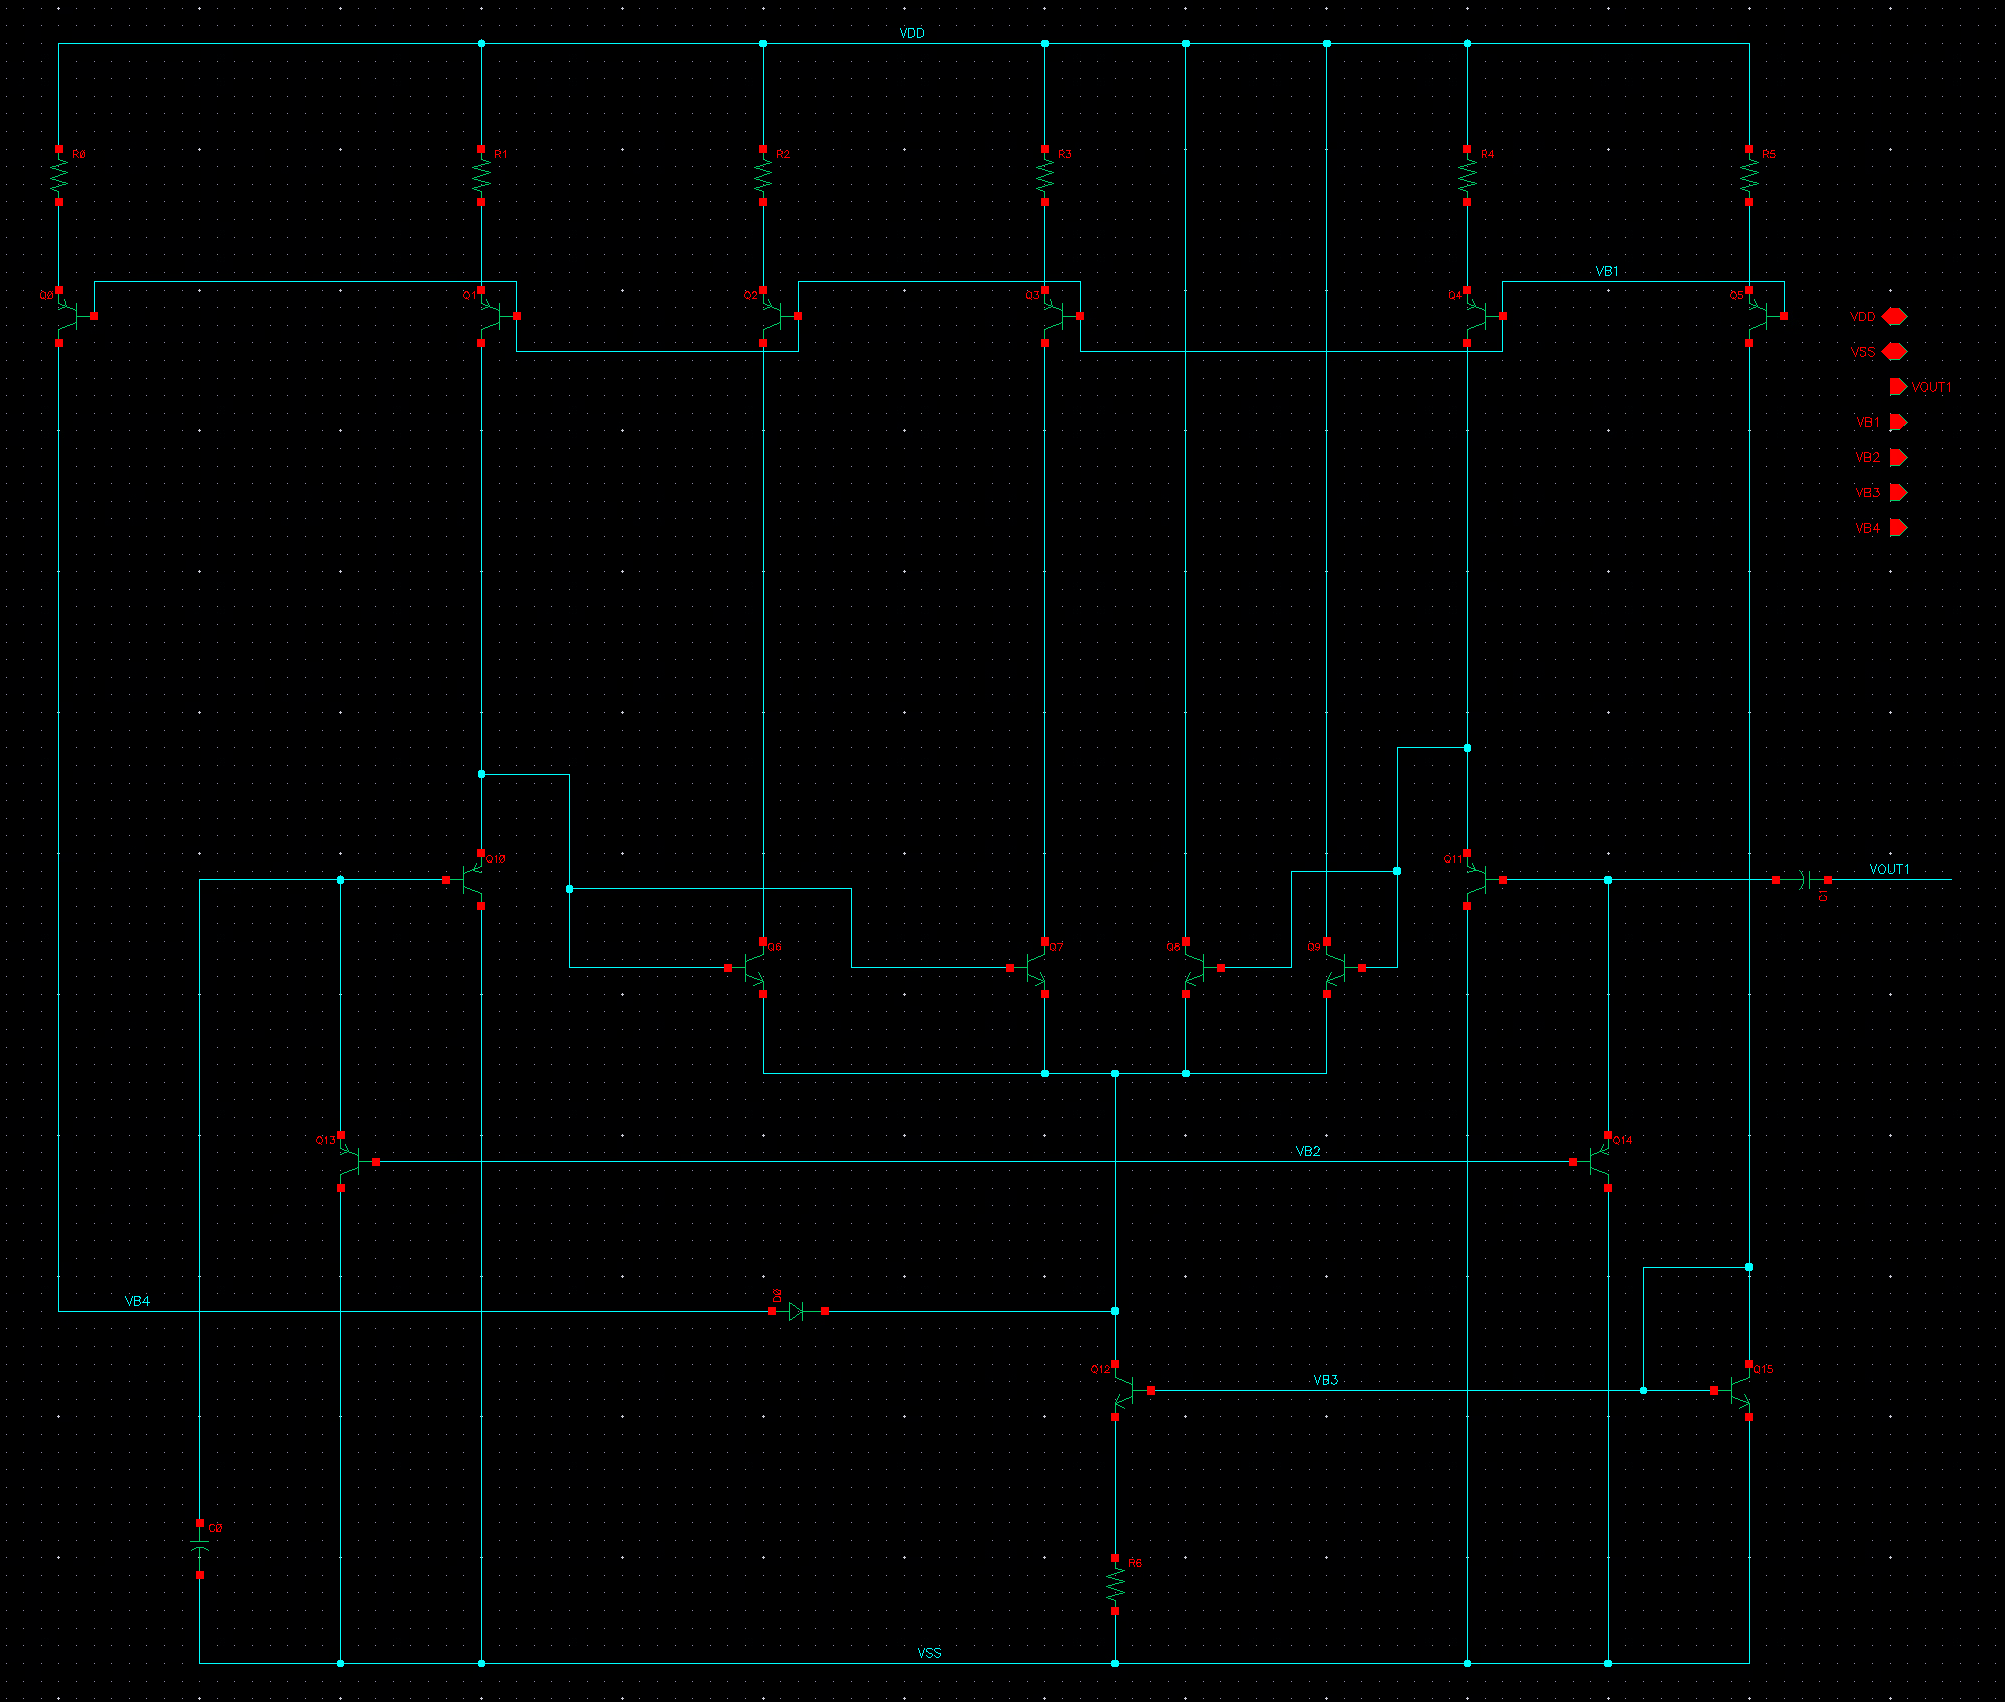 VDD
R0 R1 R2 R3 R4 R5
VB1
Q0 Q1 Q2 Q3 Q4 Q5
VDD
VSS
VOUT1
VB1
VB2
VB3
VB4
Q10 Q11 VOUT1
C1
Q6 Q7 Q8 Q9
Q13 VB2 Q14
VB4 D0
Q12 VB3 Q15
C0
R6
VSS